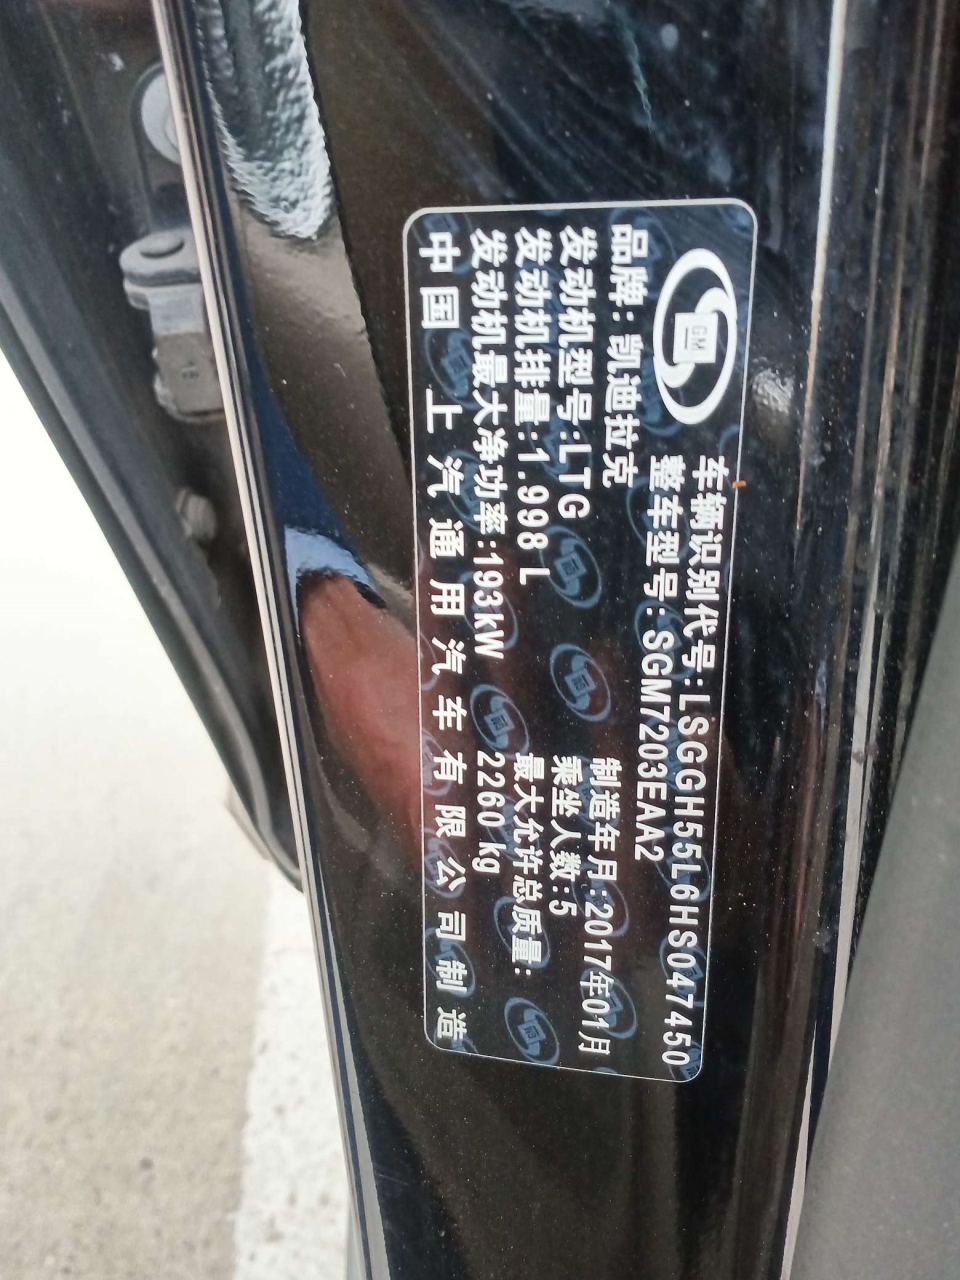 GM
车辆识别代号:LSGGH55L6HS047450
整车型号:SGM7203EAA2
品牌:凯迪拉克
发动机型号:LTG
制造年月:2017年01月
发动机排量:1.998 L
乘坐人数:5
发动机最大净功率:193kW
最大允许总质量:
2260 kg
中国 上汽通用汽车有限公司制造